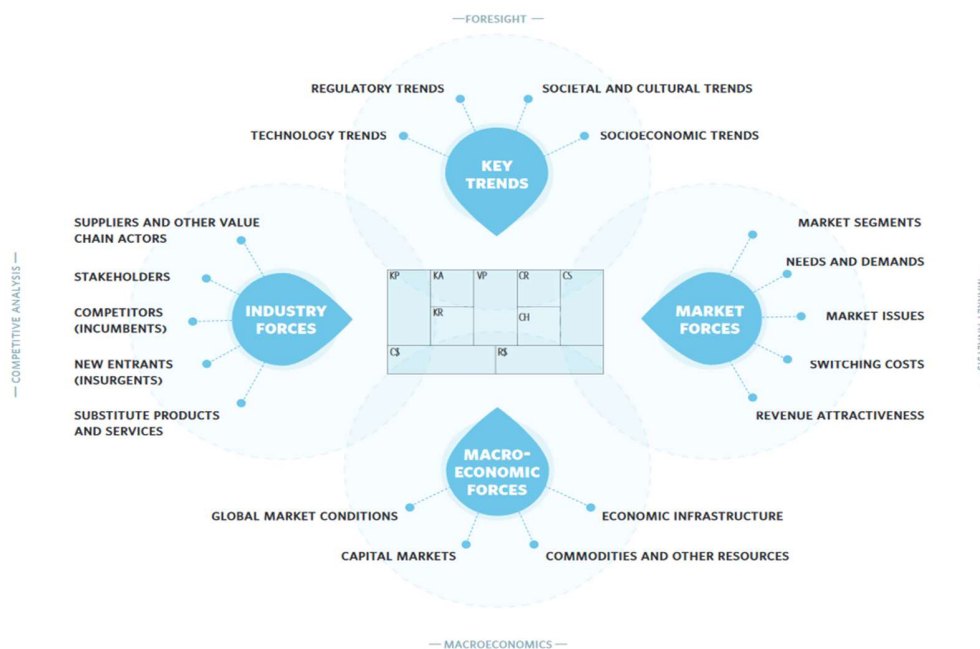 — FORESIGHT —
REGULATORY TRENDS
SOCIETAL AND CULTURAL TRENDS
TECHNOLOGY TRENDS
SOCIOECONOMIC TRENDS
KEY
TRENDS
— COMPETITIVE ANALYSIS —
SUPPLIERS AND OTHER VALUE
CHAIN ACTORS
STAKEHOLDERS
COMPETITORS
(INCUMBENTS)
NEW ENTRANTS
(INSURGENTS)
SUBSTITUTE PRODUCTS
AND SERVICES
INDUSTRY
FORCES
KP
KA
VP
CR
CS
KR
CH
C$
R$
MARKET
FORCES
MARKET SEGMENTS
NEEDS AND DEMANDS
MARKET ISSUES
SWITCHING COSTS
REVENUE ATTRACTIVENESS
MACRO-
ECONOMIC
FORCES
GLOBAL MARKET CONDITIONS
ECONOMIC INFRASTRUCTURE
CAPITAL MARKETS
COMMODITIES AND OTHER RESOURCES
— MACROECONOMICS —